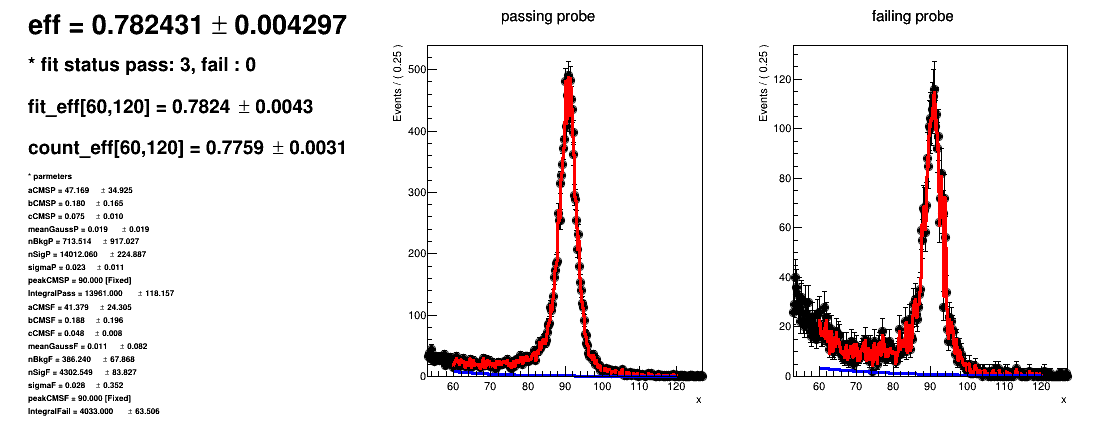 eff = 0.782431 ± 0.004297
* fit status pass: 3, fail : 0
fit_eff[60,120] = 0.7824 ± 0.0043
count_eff[60,120] = 0.7759 ± 0.0031
* parmeters
aCMSP = 47.169 ± 34.925
bCMSP = 0.180 ± 0.165
cCMSP = 0.075 ± 0.010
meanGaussP = 0.019 ± 0.019
nBkgP = 713.514 ± 917.027
nSigP = 14012.060 ± 224.887
sigmaP = 0.023 ± 0.011
peakCMSP = 90.000 [Fixed]
IntegralPass = 13961.000 ± 118.157
aCMSF = 41.379 ± 24.305
bCMSF = 0.188 ± 0.196
cCMSF = 0.048 ± 0.008
meanGaussF = 0.011 ± 0.082
nBkgF = 386.240 ± 67.868
nSigF = 4302.549 ± 83.827
sigmaF = 0.028 ± 0.352
peakCMSF = 90.000 [Fixed]
IntegralFail = 4033.000 ± 63.506
passing probe
Events / ( 0.25 )
500
400
300
200
100
0
60 70 80 90 100 110 120
x
failing probe
Events / ( 0.25 )
120
100
80
60
40
20
0
60 70 80 90 100 110 120
x